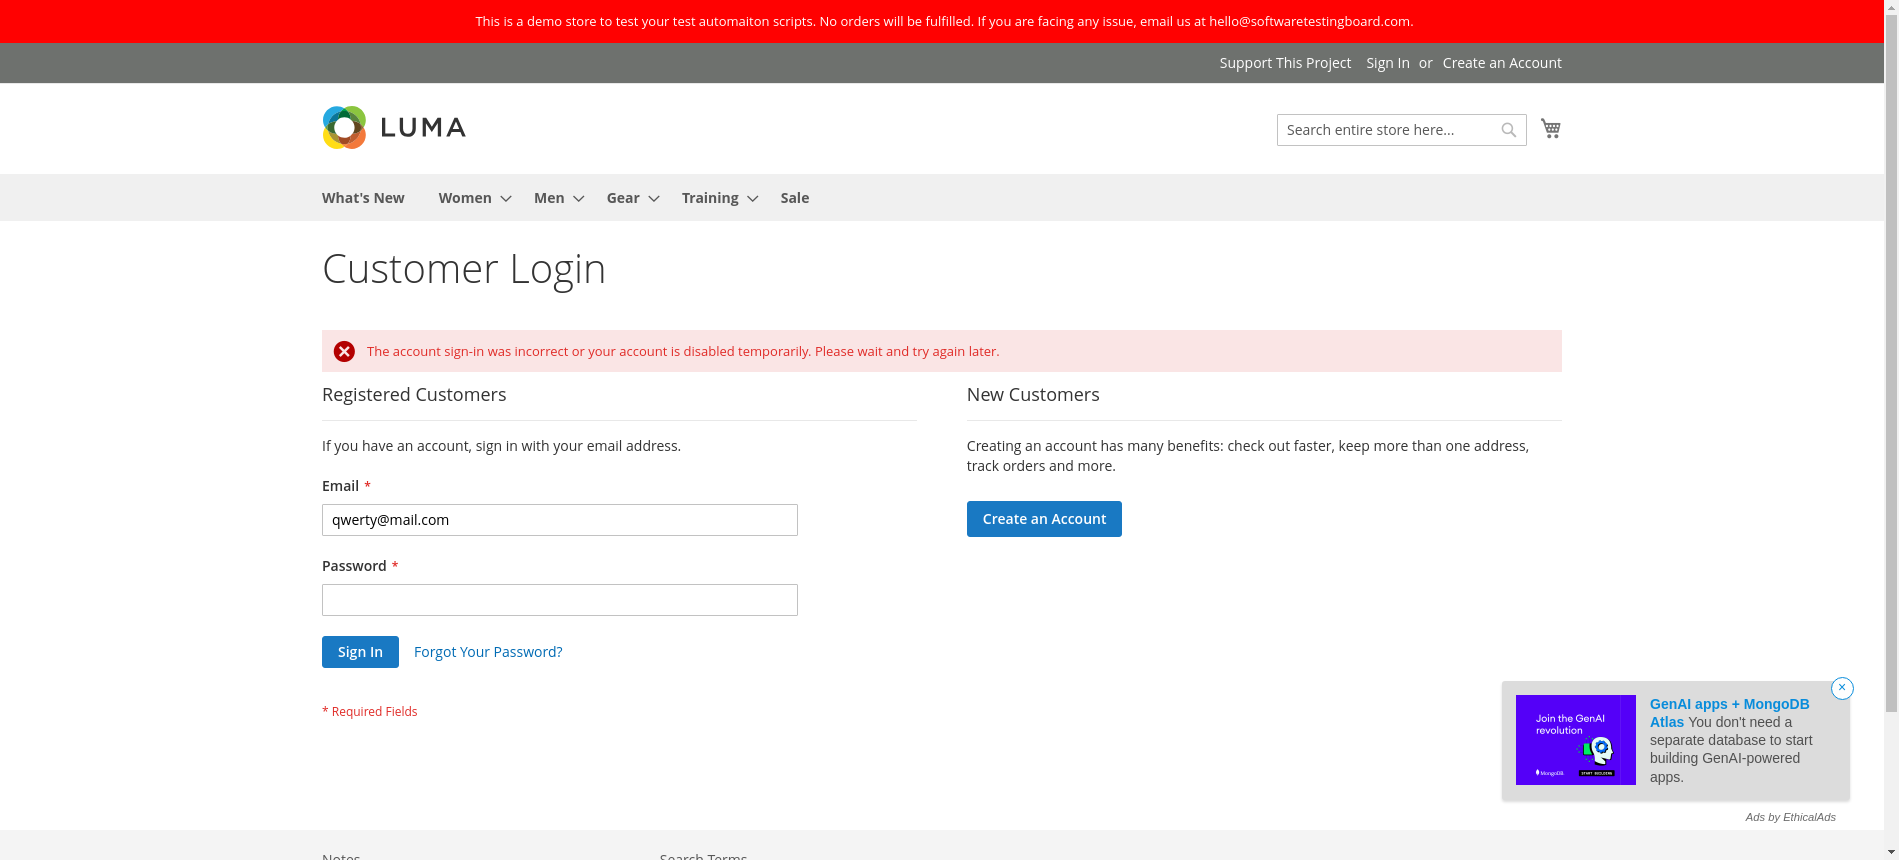 This is a demo store to test your test automaiton scripts. No orders will be fulfilled. If you are facing any issue, email us at hello@softwaretestingboard.com.
Support This Project Sign In or Create an Account
LUMA
Search entire store here...
What's New Women Men Gear Training Sale
Customer Login
The account sign-in was incorrect or your account is disabled temporarily. Please wait and try again later.
Registered Customers
If you have an account, sign in with your email address.
Email *
qwerty@mail.com
Password *
Sign In Forgot Your Password?
* Required Fields
New Customers
Creating an account has many benefits: check out faster, keep more than one address,
track orders and more.
Create an Account
Join the GenAI
revolution
MongoDB
START BUILDING
GenAI apps + MongoDB
Atlas You don't need a
separate database to start
building GenAI-powered
apps.
Ads by EthicalAds
Notes Search Terms